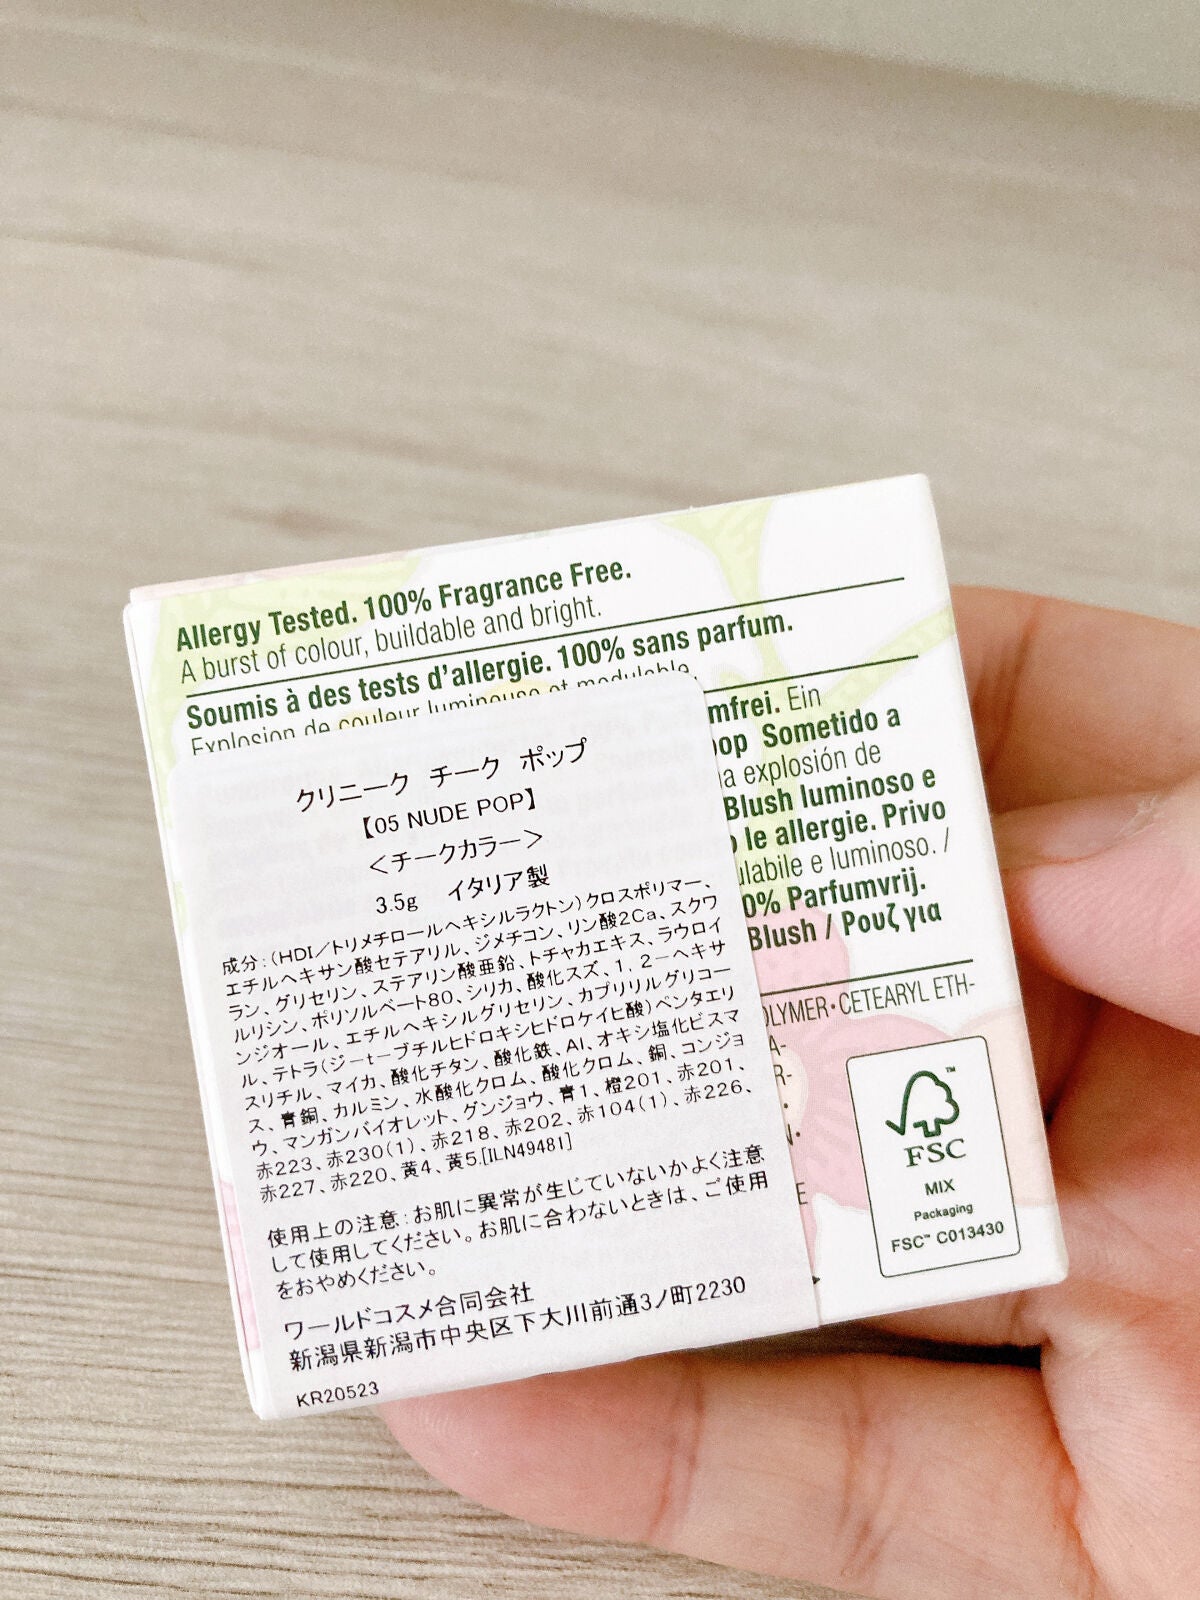 Allergy Tested. 100% Fragrance Free.
A burst of colour, buildable and bright.
Soumis à des tests d'allergie. 100% sans parfum.
Explosion de couleur lumineuse et modulable.
mfrei. Ein
pop Sometido a
a explosión de
Blush luminoso e
o le allergie. Privo
ulabile e luminoso. /
0% Parfumvrij.
Blush / Ρουζ για
OLYMER•CETEARYL ETH-
A-
R-
N•
E
クリニーク チーク ポップ
【05 NUDE POP】
<チークカラー>
3.5g イタリア製
成分:(HDI/トリメチロールヘキシルラクトン)クロスポリマー、
エチルヘキサン酸セテアリル、ジメチコン、リン酸2Ca、スクワ
ラン、グリセリン、ステアリン酸亜鉛、トチャカエキス、ラウロイ
ルリシン、ポリソルベート80、シリカ、酸化スズ、1, 2-ヘキサ
ンジオール、エチルヘキシルグリセリン、カプリリルグリコー
ル、テトラ(ジ-t-ブチルヒドロキシヒドロケイヒ酸)ペンタエリ
スリチル、マイカ、酸化チタン、酸化鉄、Al、オキシ塩化ビスマ
ス、青銅、カルミン、水酸化クロム、酸化クロム、銅、コンジョ
ウ、マンガンバイオレット、グンジョウ、青1、橙201、赤201、
赤223、赤230(1)、赤218、赤202、赤104(1)、赤226、
赤227、赤220、黄4、黄5.[ILN49481]
使用上の注意:お肌に異常が生じていないかよく注意
して使用してください。お肌に合わないときは、ご使用
をおやめください。
ワールドコスメ合同会社
新潟県新潟市中央区下大川前通3ノ町2230
KR20523
FSC
MIX
Packaging
FSC™ C013430